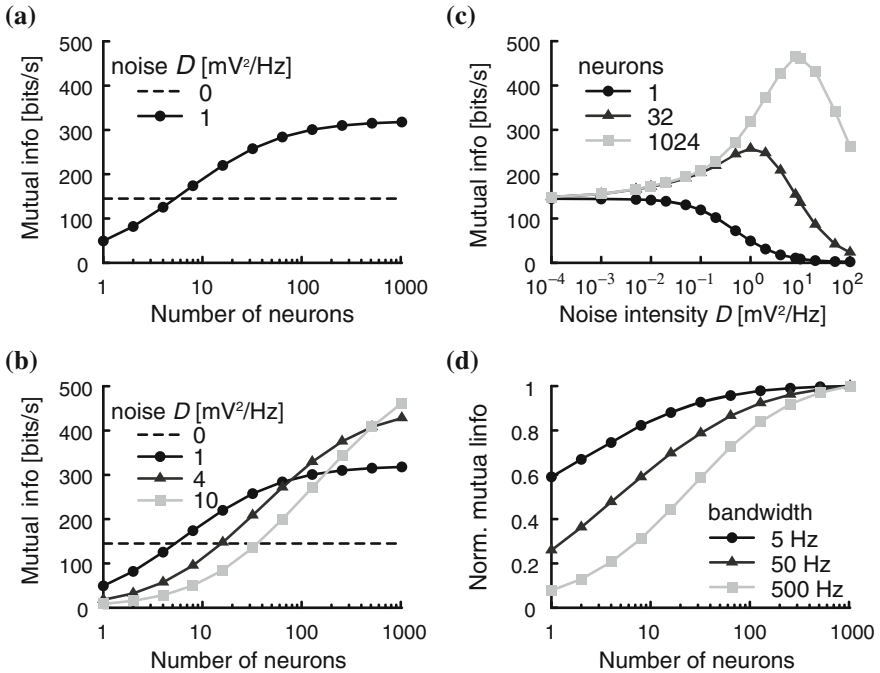 (a)
Mutual info [bits/s]
500
400
300
200
100
0
noise D [mV²/Hz]
0
1
1 10 100 1000
Number of neurons
(c)
Mutual info [bits/s]
500
400
300
200
100
0
neurons
1
32
1024
10⁻⁴ 10⁻³ 10⁻² 10⁻¹ 10⁰ 10¹ 10²
Noise intensity D [mV²/Hz]
(b)
Mutual info [bits/s]
500
400
300
200
100
0
noise D [mV²/Hz]
0
1
4
10
1 10 100 1000
Number of neurons
(d)
Norm. mutua linfo
1
0.8
0.6
0.4
0.2
0
bandwidth
5 Hz
50 Hz
500 Hz
1 10 100 1000
Number of neurons